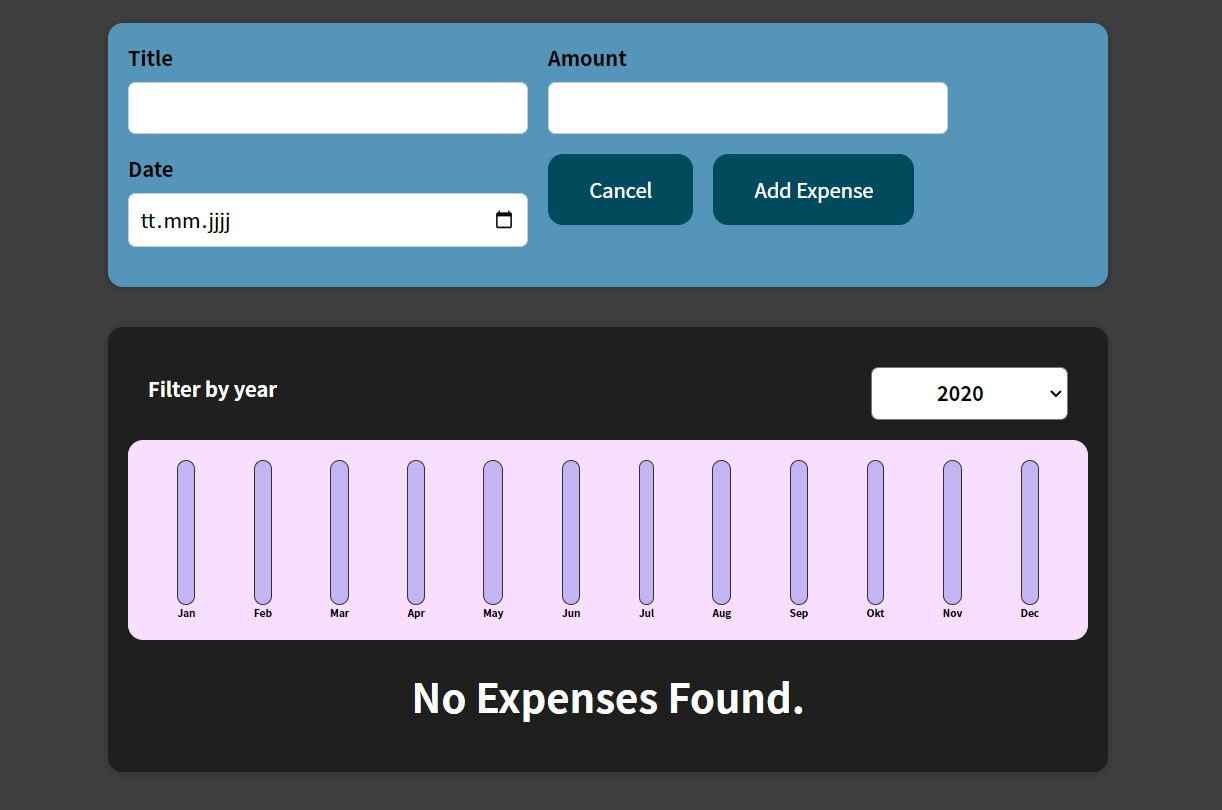 Title
Amount
Date
tt.mm.jjjj
Cancel
Add Expense
Filter by year
2020
Jan Feb Mar Apr May Jun Jul Aug Sep Okt Nov Dec
No Expenses Found.